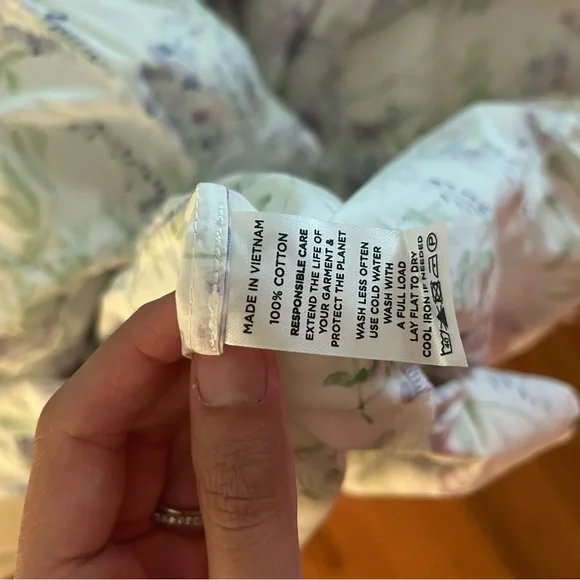 MADE IN VIETNAM
100% COTTON
RESPONSIBLE CARE
EXTEND THE LIFE OF
YOUR GARMENT &
PROTECT THE PLANET
WASH LESS OFTEN
USE COLD WATER
WASH WITH
A FULL LOAD
LAY FLAT TO DRY
COOL IRON IF NEEDED